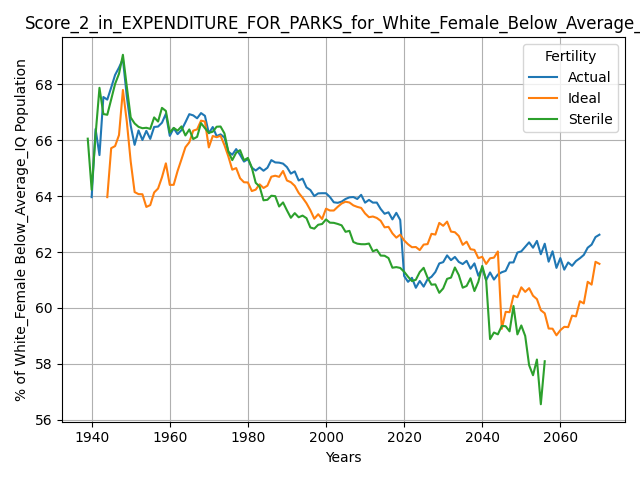 Score_2_in_EXPENDITURE_FOR_PARKS_for_White_Female_Below_Average_
Fertility
Actual
Ideal
Sterile
% of White_Female Below_Average_IQ Population
68
66
64
62
60
58
56
1940 1960 1980 2000 2020 2040 2060
Years